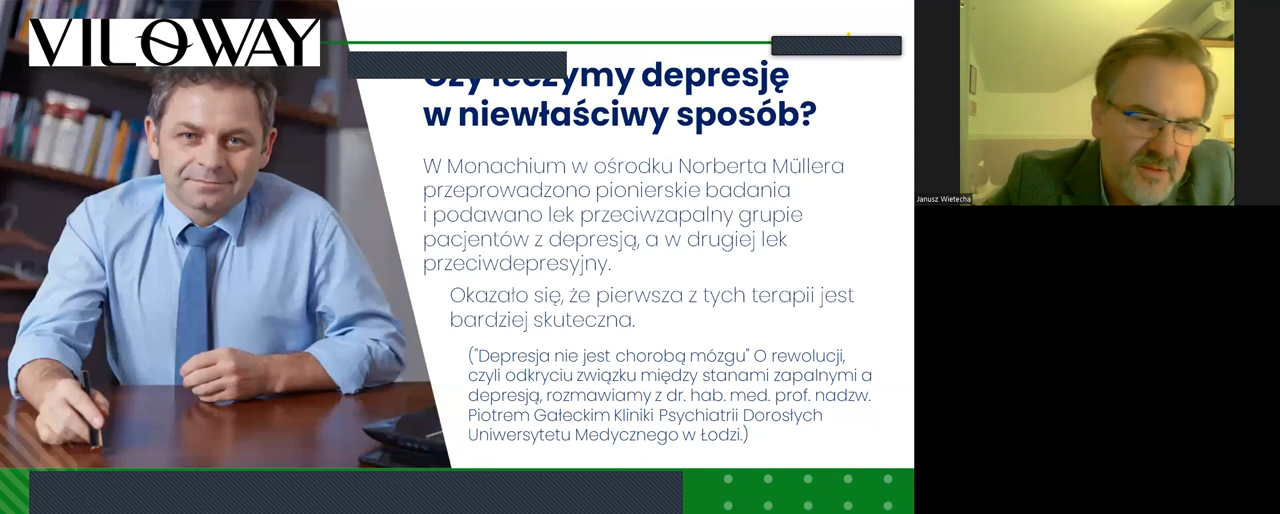 VILOWAY
Czy leczymy depresję
w niewłaściwy sposób?
W Monachium w ośrodku Norberta Müllera
przeprowadzono pionierskie badania
i podawano lek przeciwzapalny grupie
pacjentów z depresją, a w drugiej lek
przeciwdepresyjny.
Okazało się, że pierwsza z tych terapii jest
bardziej skuteczna.
("Depresja nie jest chorobą mózgu" O rewolucji,
czyli odkryciu związku między stanami zapalnymi a
depresją, rozmawiamy z dr. hab. med. prof. nadzw.
Piotrem Gałeckim Kliniki Psychiatrii Dorosłych
Uniwersytetu Medycznego w Łodzi.)
Janusz Wietecha